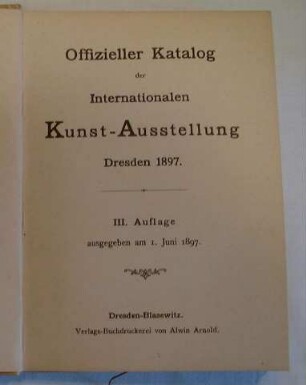 Offizieller Katalog
der
Internationalen
Kunst-Ausstellung
Dresden 1897.
III. Auflage
ausgegeben am 1. Juni 1897.
Dresden-Blasewitz.
Verlags-Buchdruckerei von Alwin Arnold.